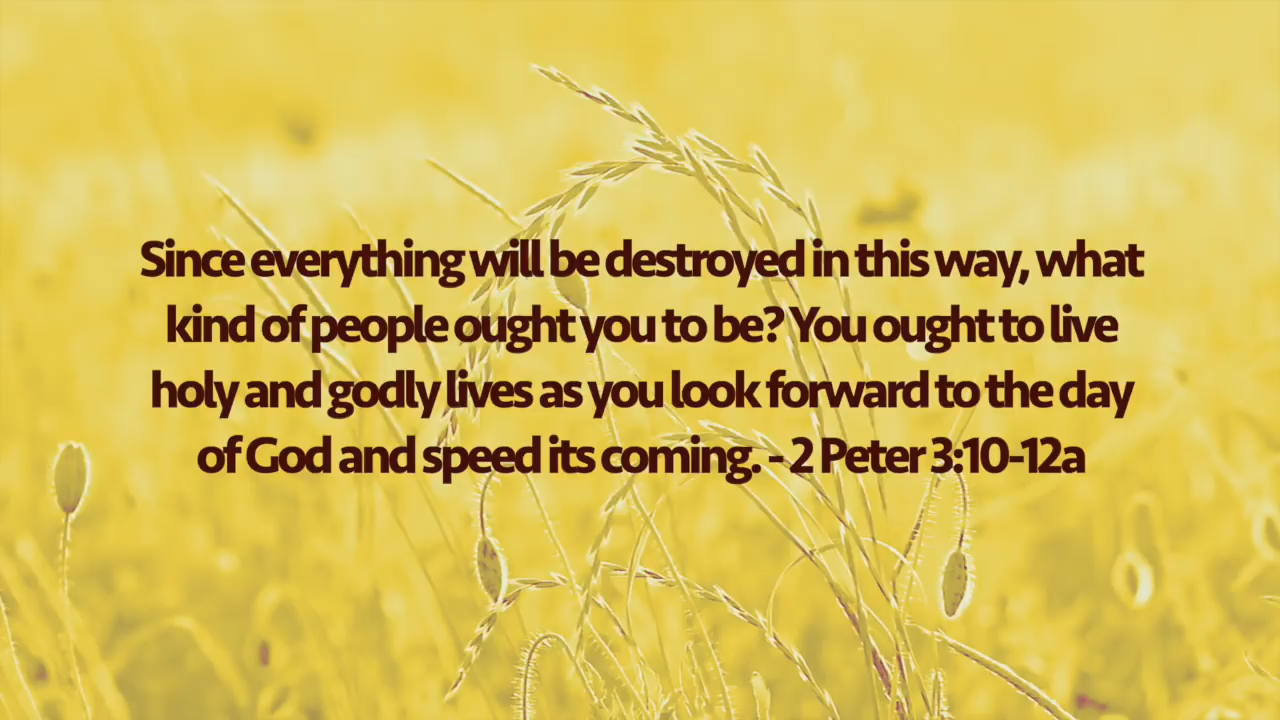 Since everything will be destroyed in this way, what
kind of people ought you to be? You ought to live
holy and godly lives as you look forward to the day
of God and speed its coming. - 2 Peter 3:10-12a